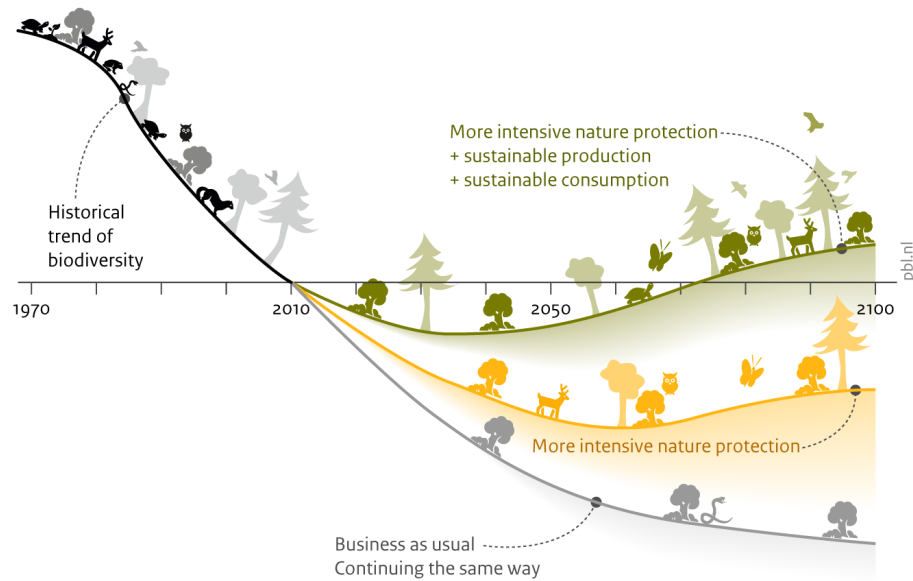 More intensive nature protection
+ sustainable production
+ sustainable consumption
Historical
trend of
biodiversity
pbl.nl
1970
2010
2050
2100
More intensive nature protection
Business as usual
Continuing the same way